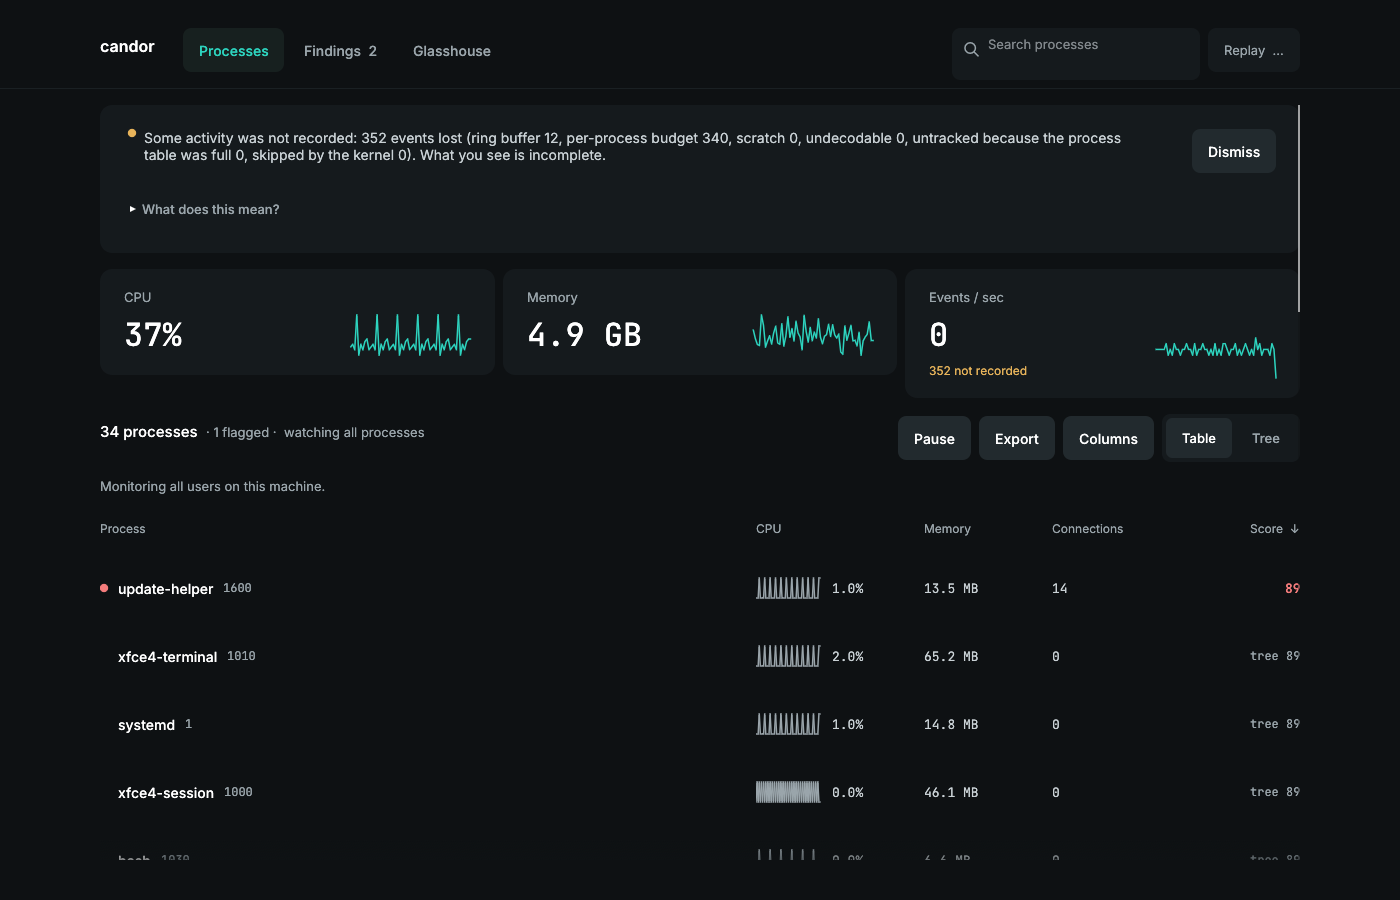 candor
Processes
Findings 2
Glasshouse
Search processes
Replay ...
Some activity was not recorded: 352 events lost (ring buffer 12, per-process budget 340, scratch 0, undecodable 0, untracked because the process
table was full 0, skipped by the kernel 0). What you see is incomplete.
Dismiss
What does this mean?
CPU
37%
Memory
4.9 GB
Events / sec
0
352 not recorded
34 processes · 1 flagged · watching all processes
Pause
Export
Columns
Table
Tree
Monitoring all users on this machine.
Process CPU Memory Connections Score ↓
update-helper 1600 1.0% 13.5 MB 14 89
xfce4-terminal 1010 2.0% 65.2 MB 0 tree 89
systemd 1 1.0% 14.8 MB 0 tree 89
xfce4-session 1000 0.0% 46.1 MB 0 tree 89